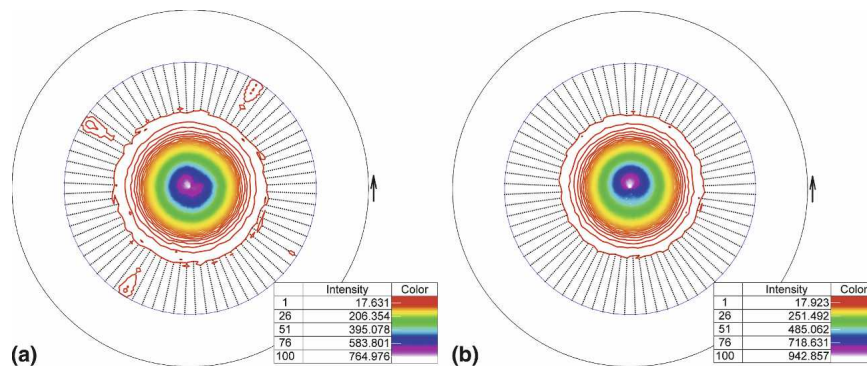 Intensity Color
1 17.631
26 206.354
51 395.078
76 583.801
100 764.976
(a)
Intensity Color
1 17.923
26 251.492
51 485.062
76 718.631
100 942.857
(b)